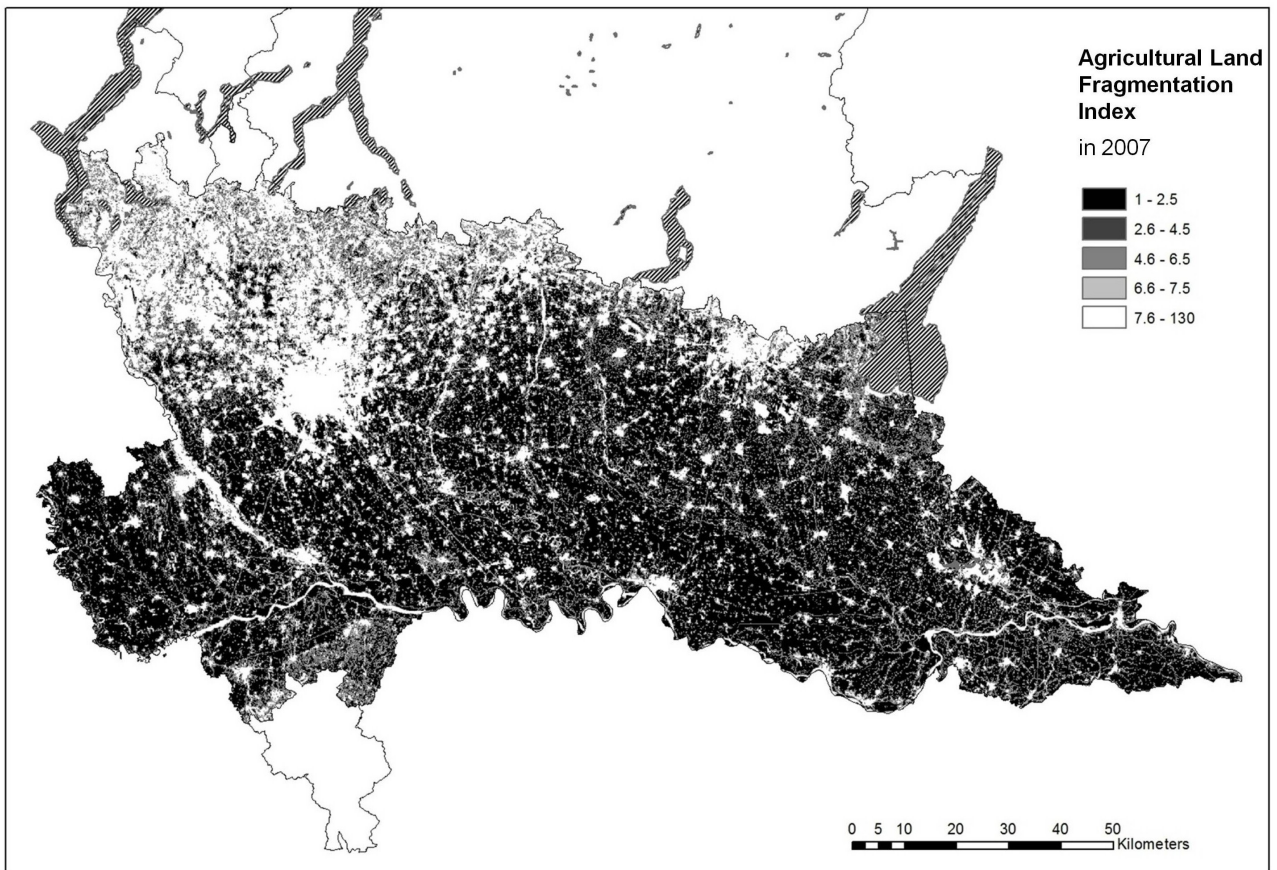 Agricultural Land
Fragmentation
Index
in 2007
1 - 2.5
2.6 - 4.5
4.6 - 6.5
6.6 - 7.5
7.6 - 130
0 5 10 20 30 40 50
Kilometers